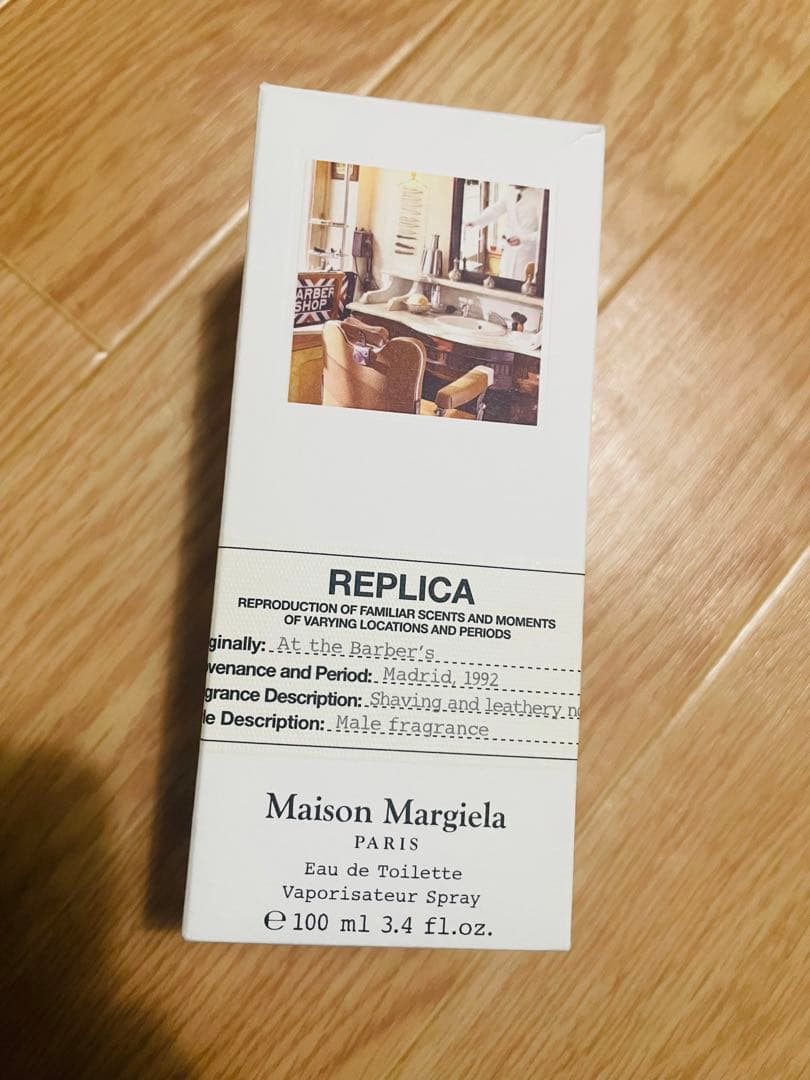 BARBER
SHOP
REPLICA
REPRODUCTION OF FAMILIAR SCENTS AND MOMENTS
OF VARYING LOCATIONS AND PERIODS
ginally: At the Barber's
venance and Period: Madrid, 1992
grance Description: Shaving and leathery no
le Description: Male fragrance
Maison Margiela
PARIS
Eau de Toilette
Vaporisateur Spray
℮ 100 ml 3.4 fl.oz.